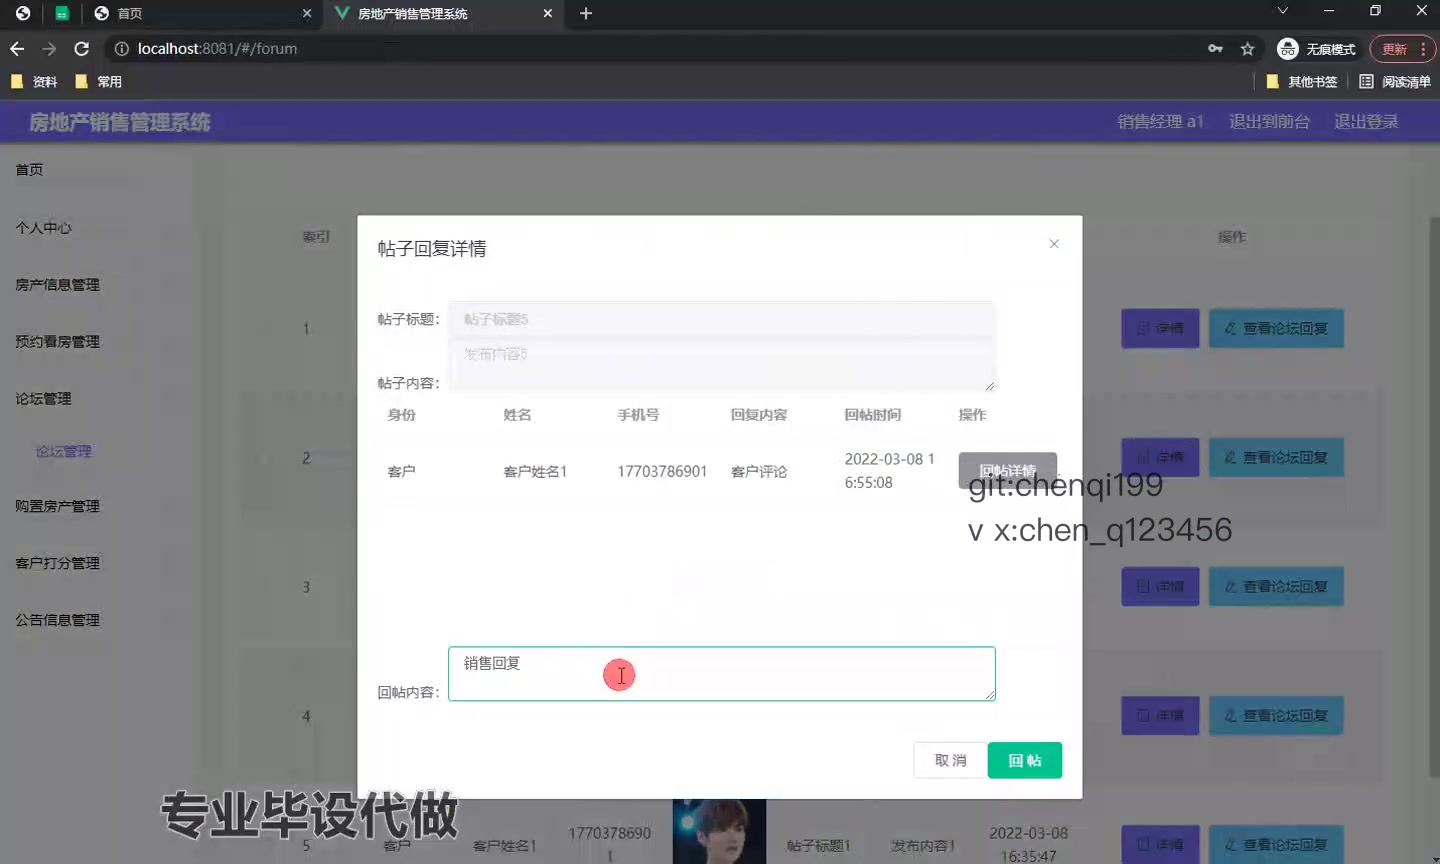 首页
房地产销售管理系统
localhost:8081/#/forum
无痕模式
更新
资料
常用
其他书签
阅读清单
房地产销售管理系统
销售经理 a1
退出到前台
退出登录
首页
个人中心
房产信息管理
预约看房管理
论坛管理
论坛管理
购置房产管理
客户打分管理
公告信息管理
索引
操作
1
详情
查看论坛回复
2
详情
查看论坛回复
3
详情
查看论坛回复
4
详情
查看论坛回复
5
客户
客户姓名1
1770378690
1
帖子标题1
发布内容1
2022-03-08
16:35:47
详情
查看论坛回复
帖子回复详情
帖子标题：
帖子标题5
帖子内容：
发布内容5
身份
姓名
手机号
回复内容
回帖时间
操作
客户
客户姓名1
17703786901
客户评论
2022-03-08 1
6:55:08
回帖详情
回帖内容：
销售回复
取 消
回 帖
git:chenqi199
v x:chen_q123456
专业毕设代做